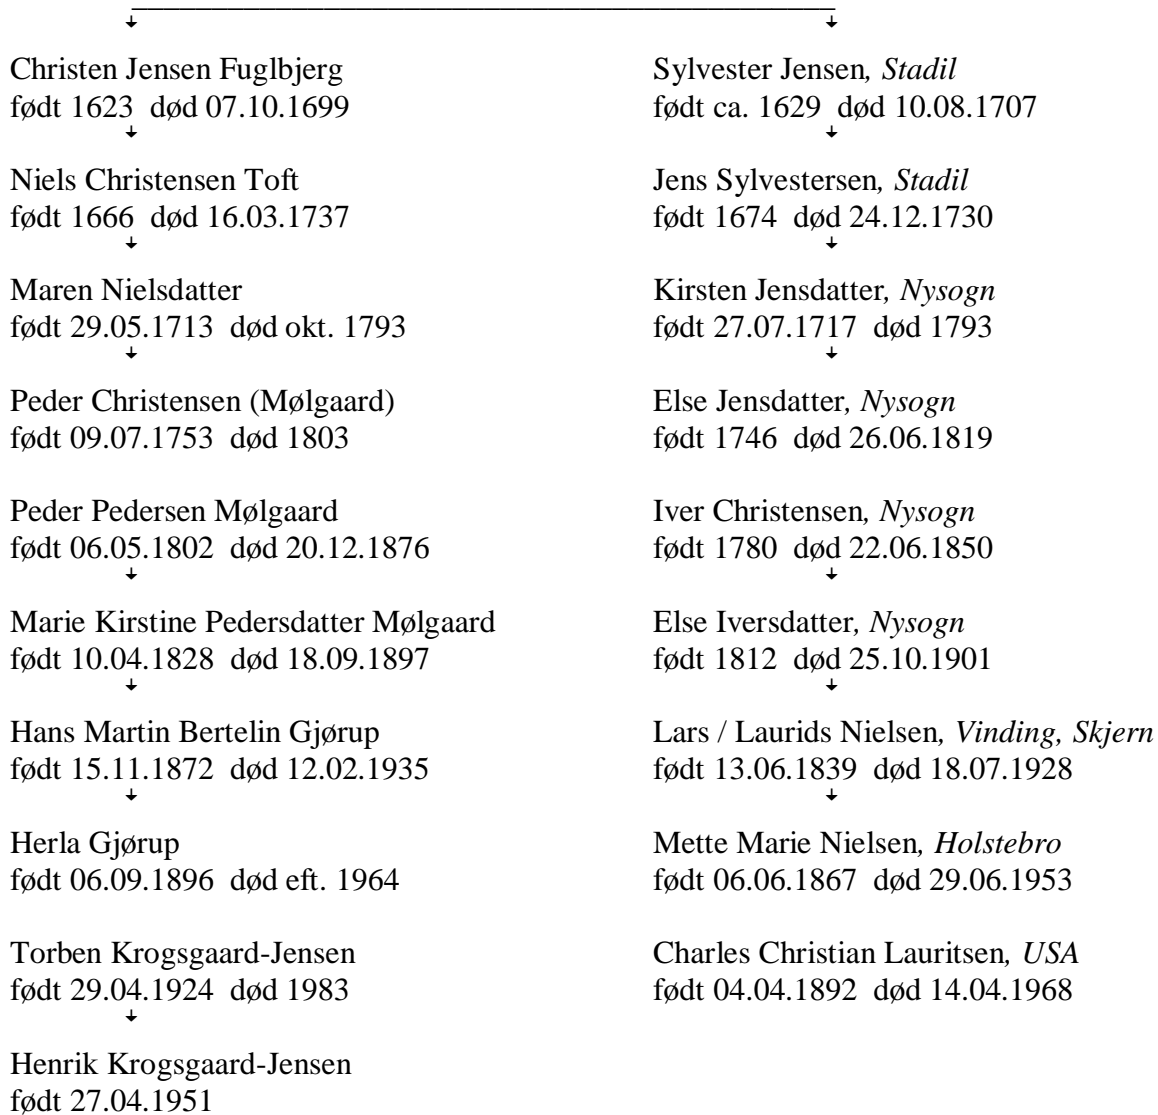 Christen Jensen Fuglbjerg
født 1623 død 07.10.1699
Sylvester Jensen, Stadil
født ca. 1629 død 10.08.1707
Niels Christensen Toft
født 1666 død 16.03.1737
Jens Sylvestersen, Stadil
født 1674 død 24.12.1730
Maren Nielsdatter
født 29.05.1713 død okt. 1793
Kirsten Jensdatter, Nysogn
født 27.07.1717 død 1793
Peder Christensen (Mølgaard)
født 09.07.1753 død 1803
Else Jensdatter, Nysogn
født 1746 død 26.06.1819
Peder Pedersen Mølgaard
født 06.05.1802 død 20.12.1876
Iver Christensen, Nysogn
født 1780 død 22.06.1850
Marie Kirstine Pedersdatter Mølgaard
født 10.04.1828 død 18.09.1897
Else Iversdatter, Nysogn
født 1812 død 25.10.1901
Hans Martin Bertelin Gjørup
født 15.11.1872 død 12.02.1935
Lars / Laurids Nielsen, Vinding, Skjern
født 13.06.1839 død 18.07.1928
Herla Gjørup
født 06.09.1896 død eft. 1964
Mette Marie Nielsen, Holstebro
født 06.06.1867 død 29.06.1953
Torben Krogsgaard-Jensen
født 29.04.1924 død 1983
Charles Christian Lauritsen, USA
født 04.04.1892 død 14.04.1968
Henrik Krogsgaard-Jensen
født 27.04.1951